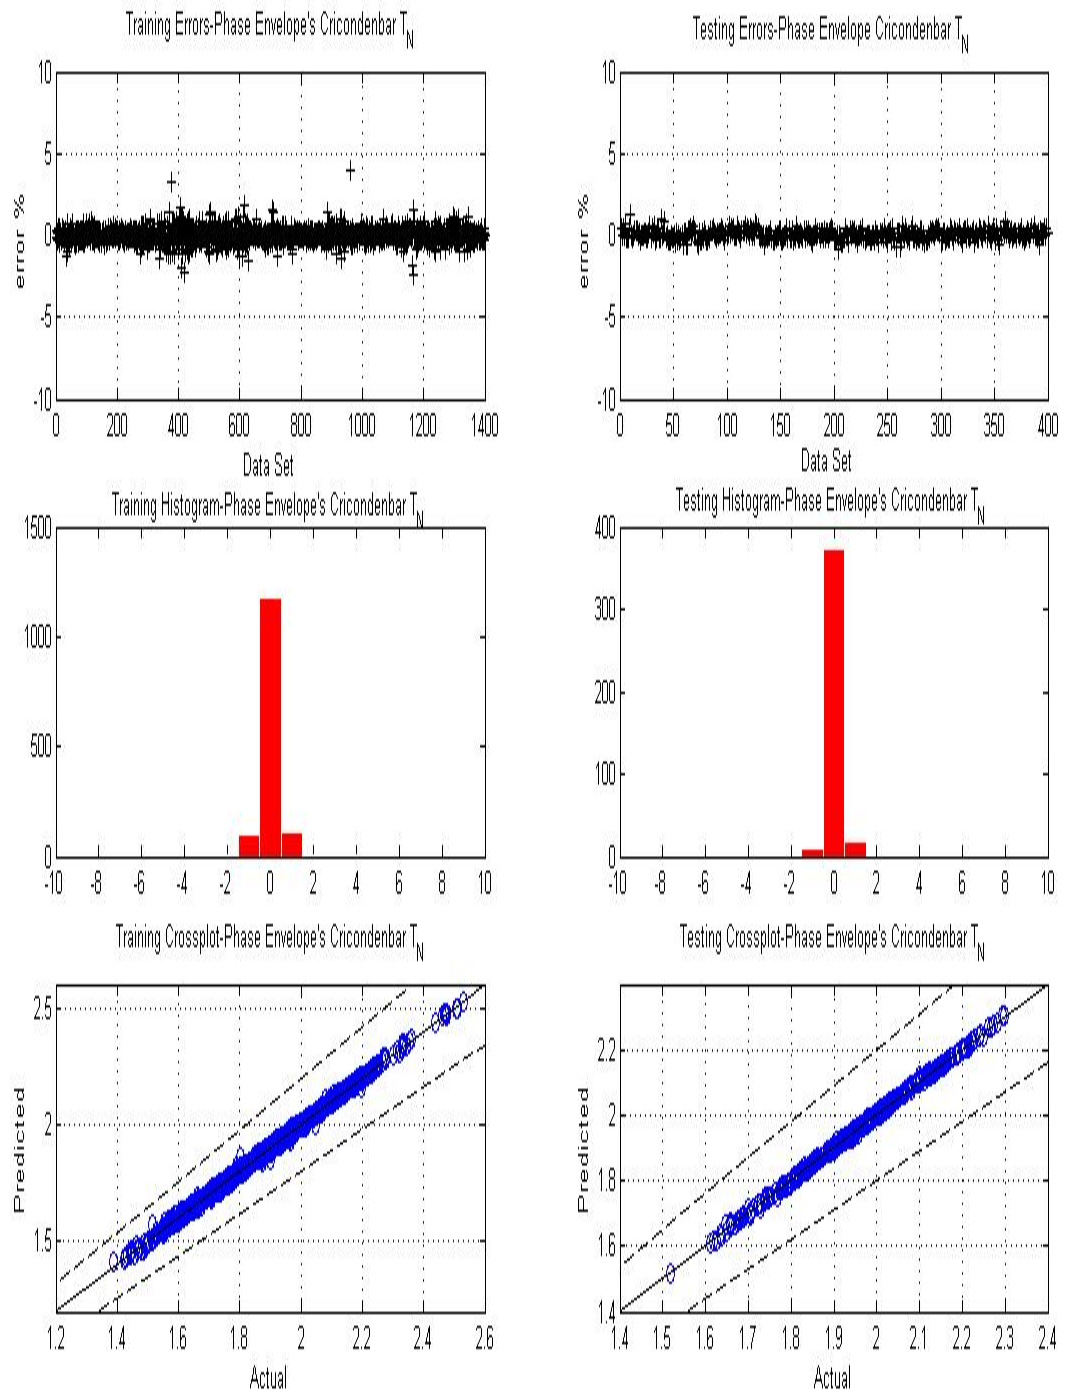 Training Errors-Phase Envelope's Cricondenbar T_N
Testing Errors-Phase Envelope Cricondenbar T_N
10
5
0
-5
-10
error %
0 200 400 600 800 1000 1200 1400
Data Set
10
5
0
-5
-10
error %
0 50 100 150 200 250 300 350 400
Data Set
Training Histogram-Phase Envelope's Cricondenbar T_N
Testing Histogram-Phase Envelope's Cricondenbar T_N
1500
1000
500
0
-10 -8 -6 -4 -2 0 2 4 6 8 10
400
300
200
100
0
-10 -8 -6 -4 -2 0 2 4 6 8 10
Training Crossplot-Phase Envelope's Cricondenbar T_N
Testing Crossplot-Phase Envelope's Cricondenbar T_N
2.5
2
1.5
Predicted
1.2 1.4 1.6 1.8 2 2.2 2.4 2.6
Actual
2.2
2
1.8
1.6
1.4
Predicted
1.4 1.5 1.6 1.7 1.8 1.9 2 2.1 2.2 2.3 2.4
Actual